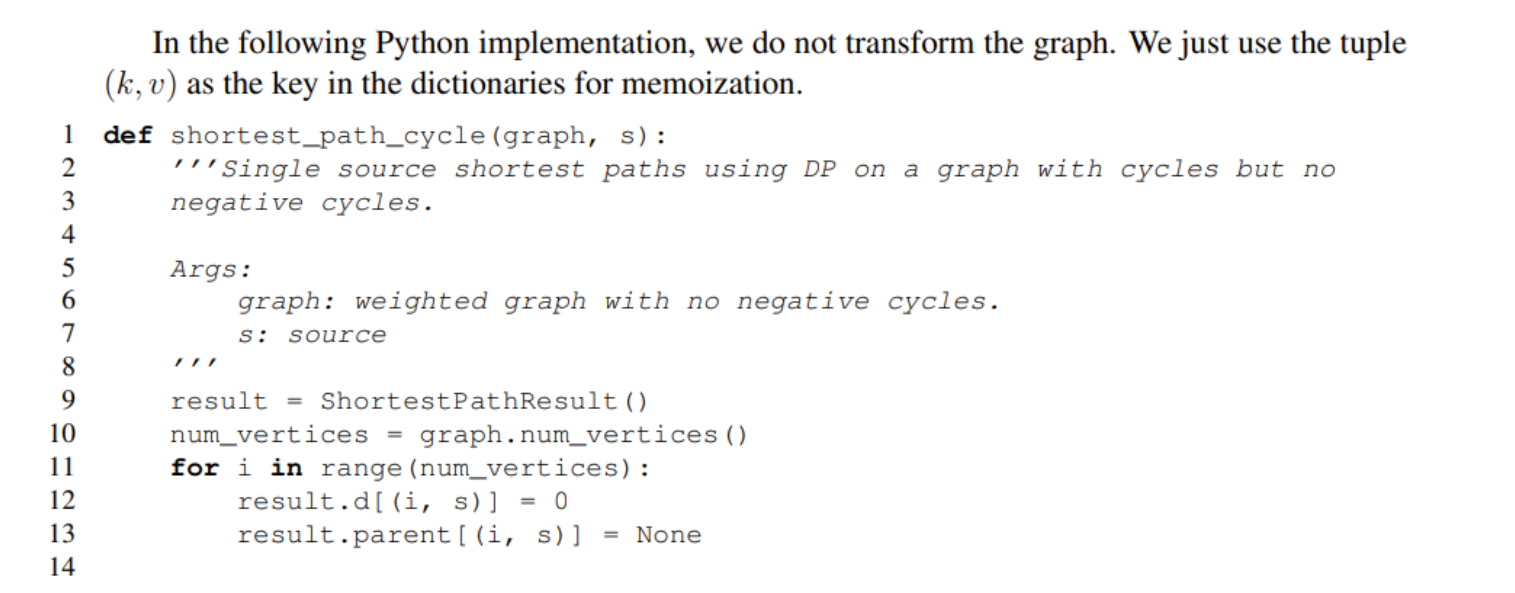 In the following Python implementation, we do not transform the graph. We just use the tuple
(k, v) as the key in the dictionaries for memoization.
1 def shortest_path_cycle(graph, s):
2 '''Single source shortest paths using DP on a graph with cycles but no
3 negative cycles.
4
5 Args:
6 graph: weighted graph with no negative cycles.
7 s: source
8 '''
9 result = ShortestPathResult()
10 num_vertices = graph.num_vertices()
11 for i in range(num_vertices):
12 result.d[(i, s)] = 0
13 result.parent[(i, s)] = None
14